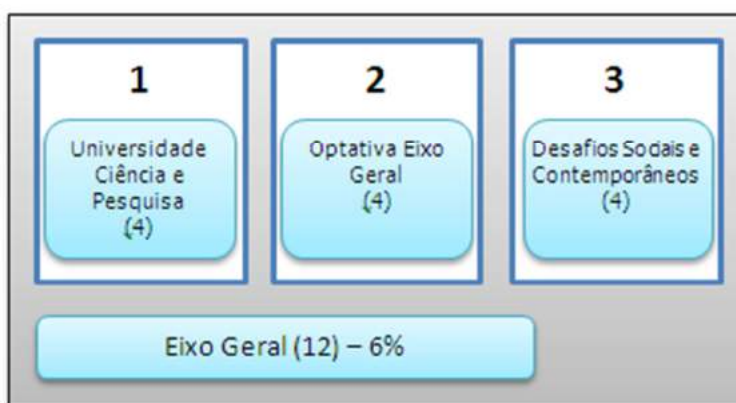 1
Universidade
Ciência e
Pesquisa
(4)
2
Optativa Eixo
Geral
(4)
3
Desafios Sociais e
Contemporâneos
(4)
Eixo Geral (12) – 6%